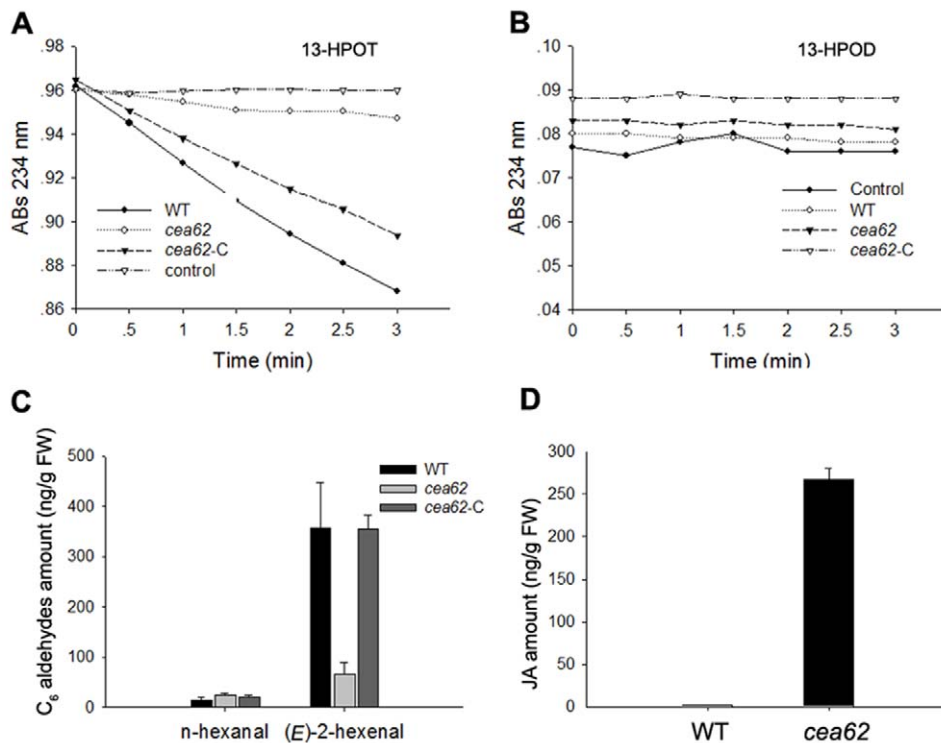 A
13-HPOT
ABs 234 nm
.98
.96
.94
.92
.90
.88
.86
WT
cea62
cea62-C
control
0 .5 1 1.5 2 2.5 3
Time (min)
B
13-HPOD
ABs 234 nm
.10
.09
.08
.07
.06
.05
.04
Control
WT
cea62
cea62-C
0 .5 1 1.5 2 2.5 3
Time (min)
C
C6 aldehydes amount (ng/g FW)
500
400
300
200
100
0
WT
cea62
cea62-C
n-hexanal (E)-2-hexenal
D
JA amount (ng/g FW)
300
250
200
150
100
50
0
WT cea62